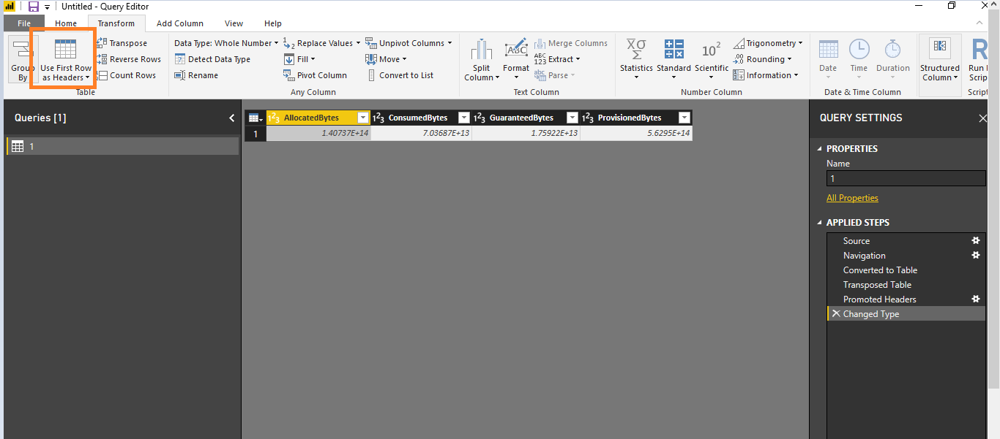 Untitled - Query Editor
File Home Transform Add Column View Help
Group By
Use First Row as Headers
Transpose
Reverse Rows
Count Rows
Table
Data Type: Whole Number
Detect Data Type
Rename
Replace Values
Fill
Pivot Column
Unpivot Columns
Move
Convert to List
Any Column
Split Column
Format
Merge Columns
Extract
Parse
Text Column
Statistics
Standard
Scientific
Trigonometry
Rounding
Information
Number Column
Date
Time
Duration
Date & Time Column
Structured Column
Run
Scrip
Script
Queries [1]
1
AllocatedBytes ConsumedBytes GuaranteedBytes ProvisionedBytes
1 1.40737E+14 7.03687E+13 1.75922E+13 5.6295E+14
QUERY SETTINGS
PROPERTIES
Name
1
All Properties
APPLIED STEPS
Source
Navigation
Converted to Table
Transposed Table
Promoted Headers
Changed Type